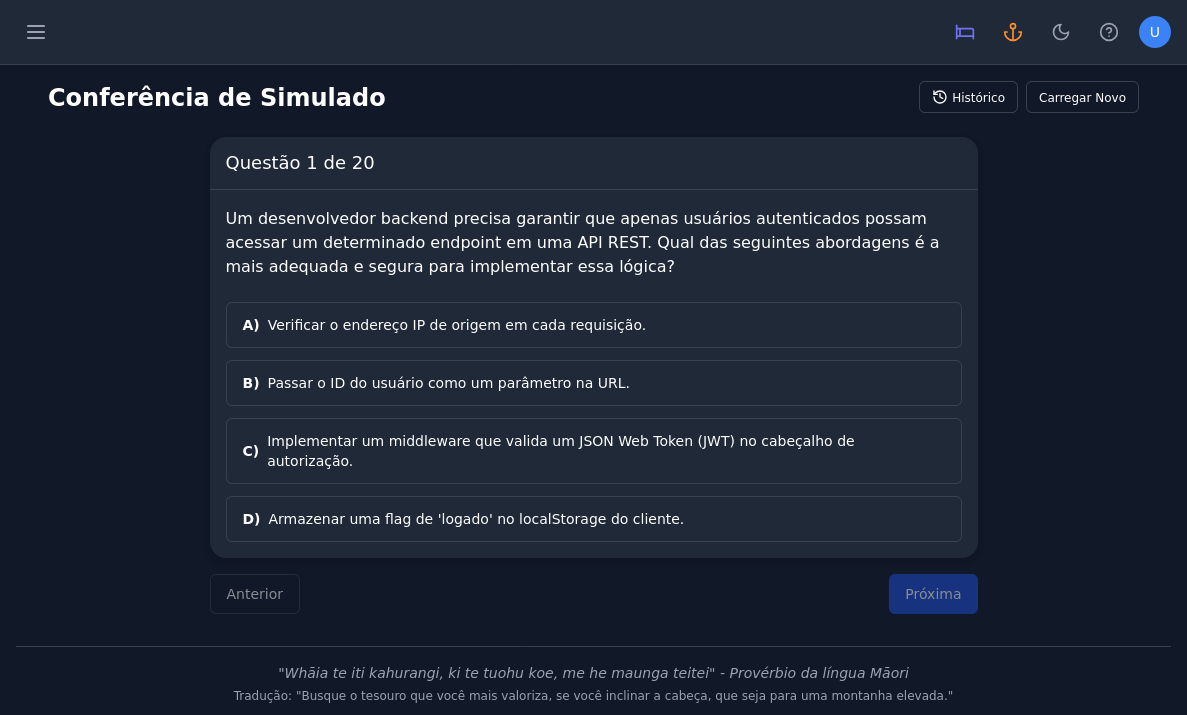 U
Conferência de Simulado
Histórico
Carregar Novo
Questão 1 de 20
Um desenvolvedor backend precisa garantir que apenas usuários autenticados possam
acessar um determinado endpoint em uma API REST. Qual das seguintes abordagens é a
mais adequada e segura para implementar essa lógica?
A) Verificar o endereço IP de origem em cada requisição.
B) Passar o ID do usuário como um parâmetro na URL.
C) Implementar um middleware que valida um JSON Web Token (JWT) no cabeçalho de
autorização.
D) Armazenar uma flag de 'logado' no localStorage do cliente.
Anterior
Próxima
"Whāia te iti kahurangi, ki te tuohu koe, me he maunga teitei" - Provérbio da língua Māori
Tradução: "Busque o tesouro que você mais valoriza, se você inclinar a cabeça, que seja para uma montanha elevada."